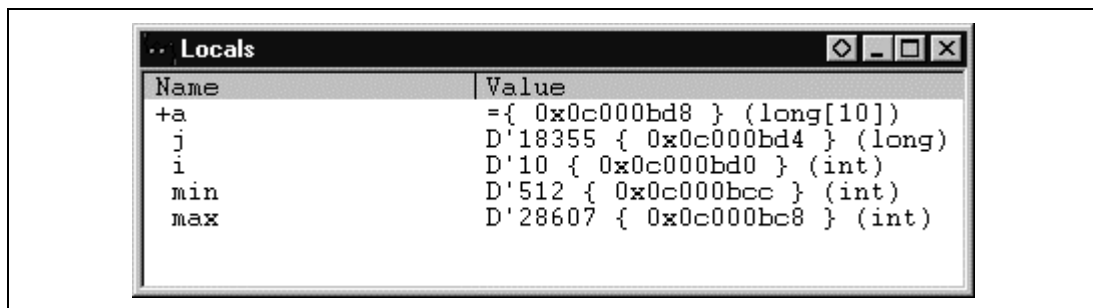 Locals
Name Value
+a ={ 0x0c000bd8 } (long[10])
j D'18355 { 0x0c000bd4 } (long)
i D'10 { 0x0c000bd0 } (int)
min D'512 { 0x0c000bcc } (int)
max D'28607 { 0x0c000bc8 } (int)